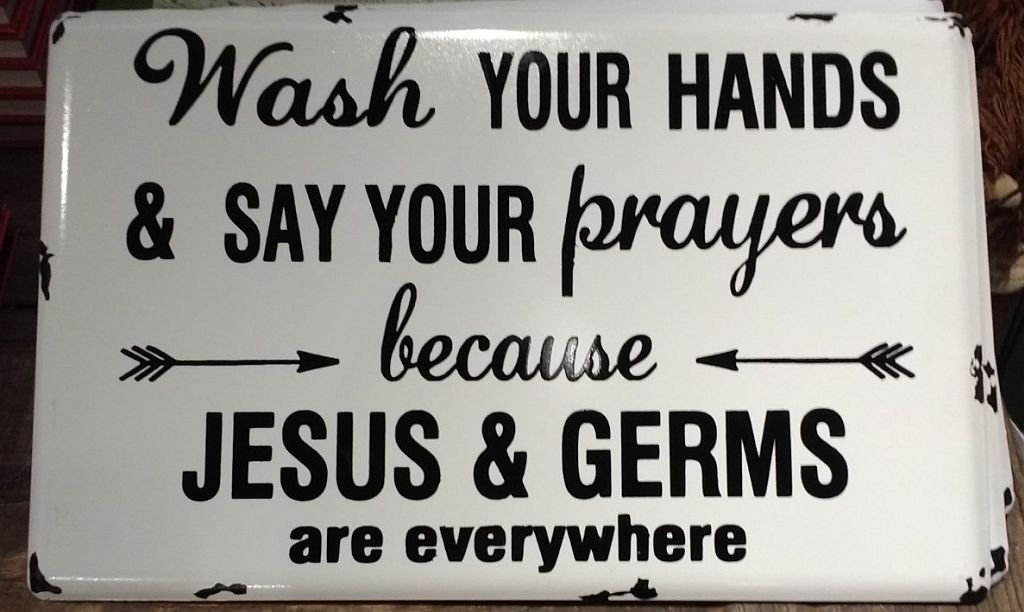 Wash YOUR HANDS
& SAY YOUR prayers
because
JESUS & GERMS
are everywhere